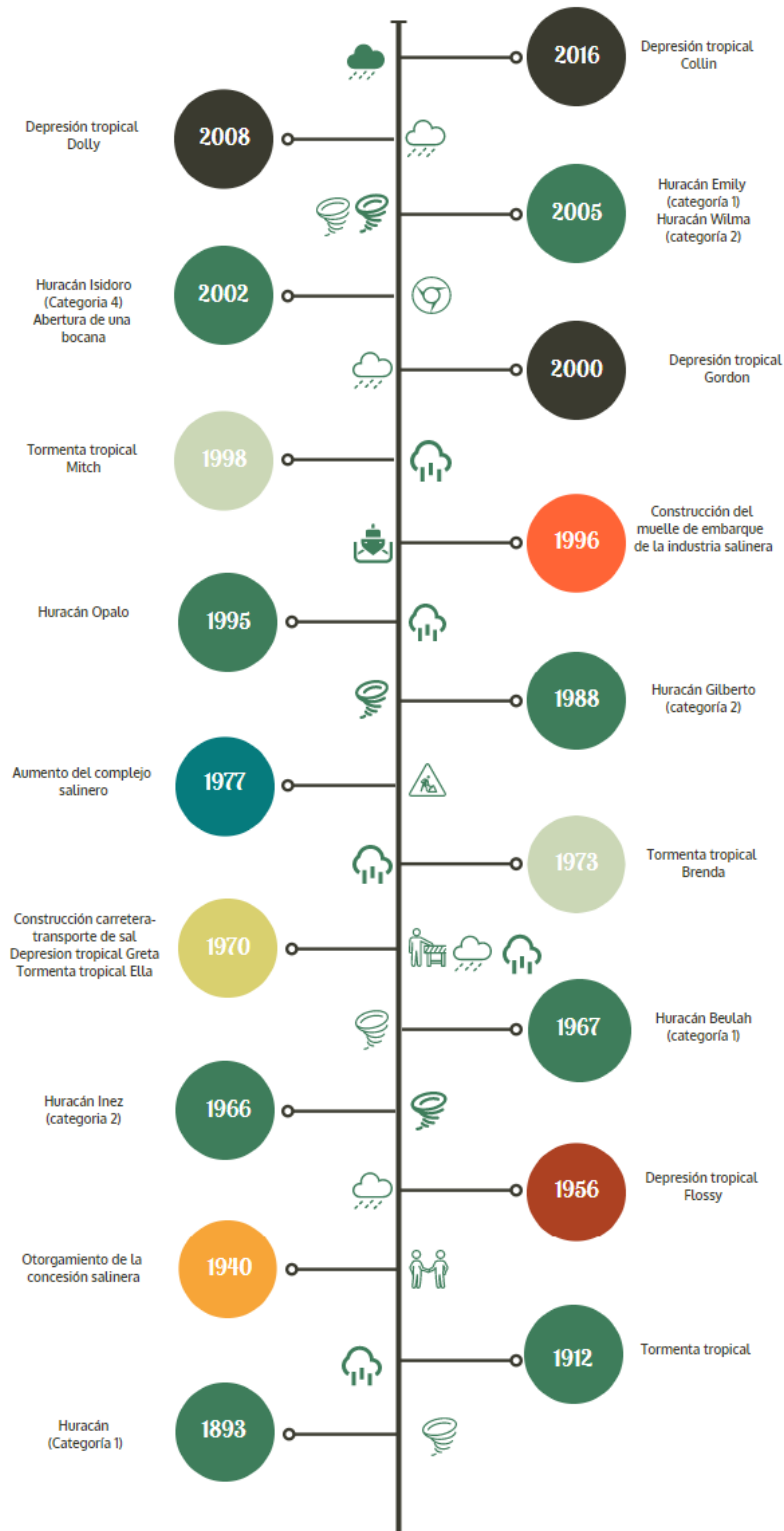 2016
Depresión tropical
Collin
Depresión tropical
Dolly
2008
2005
Huracán Emily
(categoría 1)
Huracán Wilma
(categoría 2)
Huracán Isidoro
(Categoria 4)
Abertura de una
bocana
2002
2000
Depresión tropical
Gordon
Tormenta tropical
Mitch
1998
1996
Construcción del
muelle de embarque
de la industria salinera
Huracán Opalo
1995
1988
Huracán Gilberto
(categoría 2)
Aumento del complejo
salinero
1977
1973
Tormenta tropical
Brenda
Construcción carretera-
transporte de sal
Depresion tropical Greta
Tormenta tropical Ella
1970
1967
Huracán Beulah
(categoría 1)
Huracán Inez
(categoria 2)
1966
1956
Depresión tropical
Flossy
Otorgamiento de la
concesión salinera
1940
1912
Tormenta tropical
Huracán
(Categoría 1)
1893